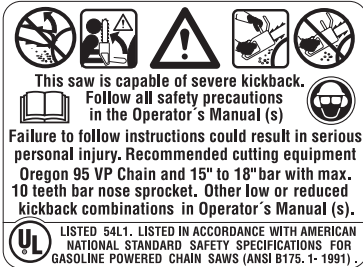 This saw is capable of severe kickback.
Follow all safety precautions
in the Operator´s Manual (s)
Failure to follow instructions could result in serious
personal injury. Recommended cutting equipment
Oregon 95 VP Chain and 15" to 18" bar with max.
10 teeth bar nose sprocket. Other low or reduced
kickback combinations in Operator´s Manual (s).
UL
LISTED 54L1. LISTED IN ACCORDANCE WITH AMERICAN
NATIONAL STANDARD SAFETY SPECIFICATIONS FOR
GASOLINE POWERED CHAIN SAWS (ANSI B175. 1- 1991) .